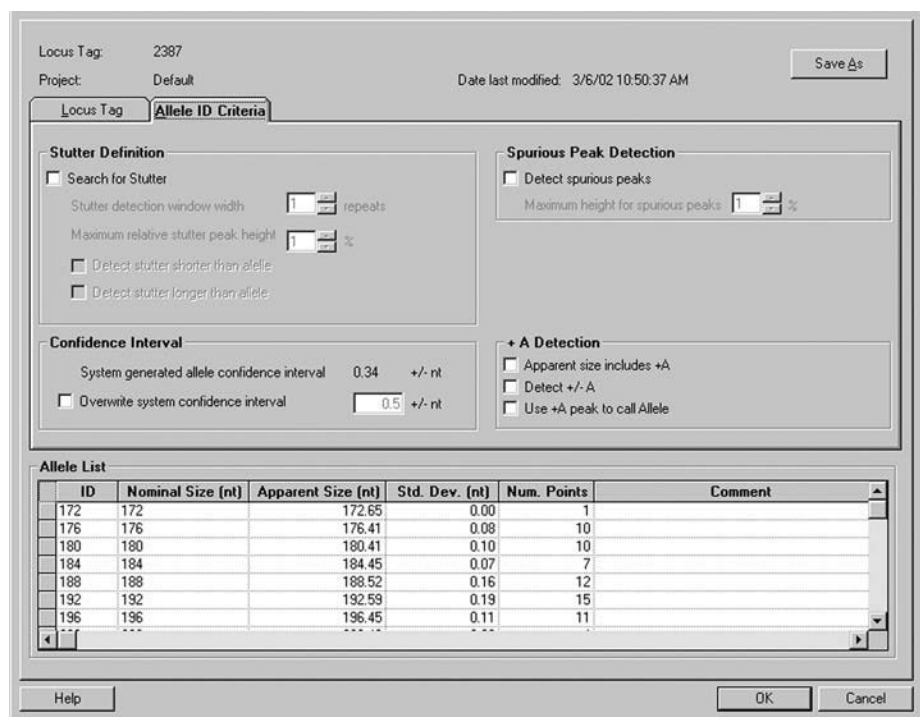 Locus Tag: 2387
Save As
Project: Default Date last modified: 3/6/02 10:50:37 AM
Locus Tag Allele ID Criteria
Stutter Definition
Search for Stutter
Stutter detection window width 1 repeats
Maximum relative stutter peak height 1 %
Detect stutter shorter than allele
Detect stutter longer than allele
Spurious Peak Detection
Detect spurious peaks
Maximum height for spurious peaks 1 %
Confidence Interval
System generated allele confidence interval 0.34 +/- nt
Overwrite system confidence interval 0.5 +/- nt
+ A Detection
Apparent size includes +A
Detect +/- A
Use +A peak to call Allele
Allele List
ID Nominal Size (nt) Apparent Size (nt) Std. Dev. (nt) Num. Points Comment
172 172 172.65 0.00 1
176 176 176.41 0.08 10
180 180 180.41 0.10 10
184 184 184.45 0.07 7
188 188 188.52 0.16 12
192 192 192.59 0.19 15
196 196 196.45 0.11 11
Help OK Cancel